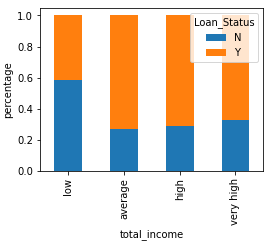 1.0
0.8
0.6
0.4
0.2
0.0
percentage
Loan_Status
N
Y
low
average
high
very high
total_income